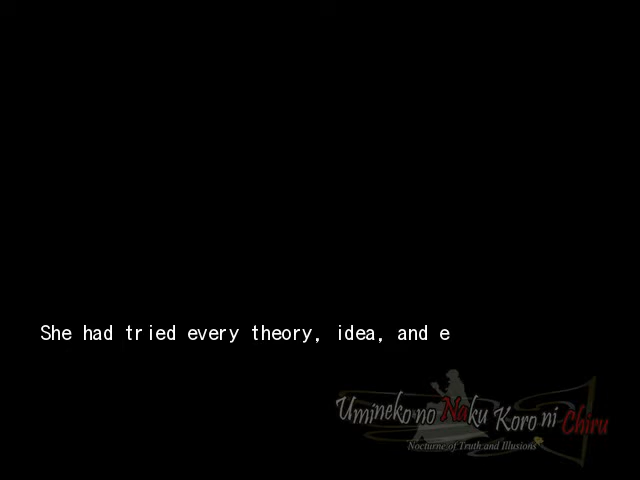 She had tried every theory, idea, and e
Umineko no Naku Koro ni Chiru
Nocturne of Truth and Illusions